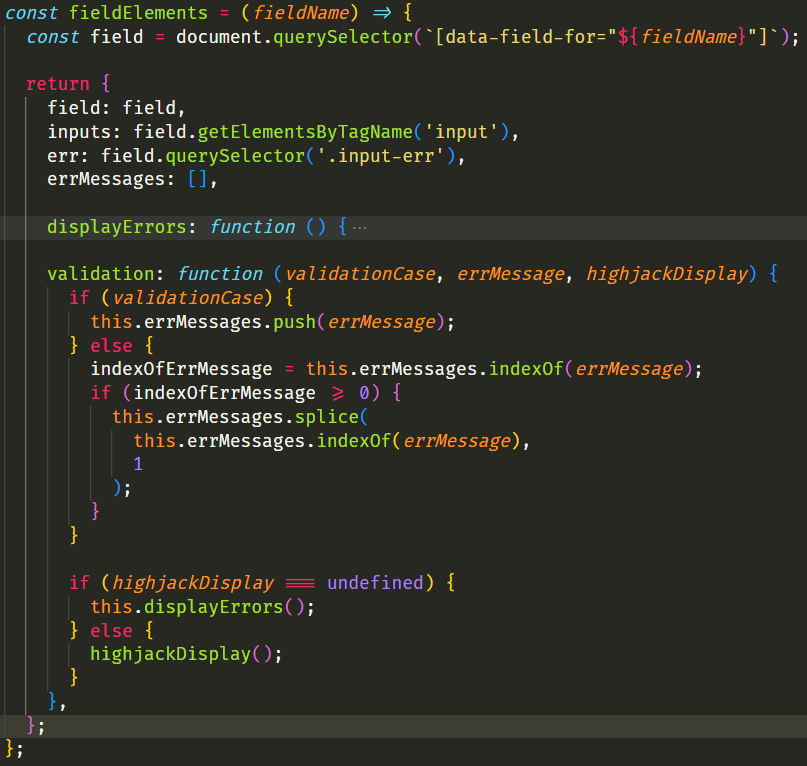 const fieldElements = (fieldName) => {
  const field = document.querySelector(`[data-field-for="${fieldName}"]`);

  return {
    field: field,
    inputs: field.getElementsByTagName('input'),
    err: field.querySelector('.input-err'),
    errMessages: [],

    displayErrors: function () { ...

    validation: function (validationCase, errMessage, highjackDisplay) {
      if (validationCase) {
        this.errMessages.push(errMessage);
      } else {
        indexOfErrMessage = this.errMessages.indexOf(errMessage);
        if (indexOfErrMessage >= 0) {
          this.errMessages.splice(
            this.errMessages.indexOf(errMessage),
            1
          );
        }
      }

      if (highjackDisplay === undefined) {
        this.displayErrors();
      } else {
        highjackDisplay();
      }
    },
  };
};